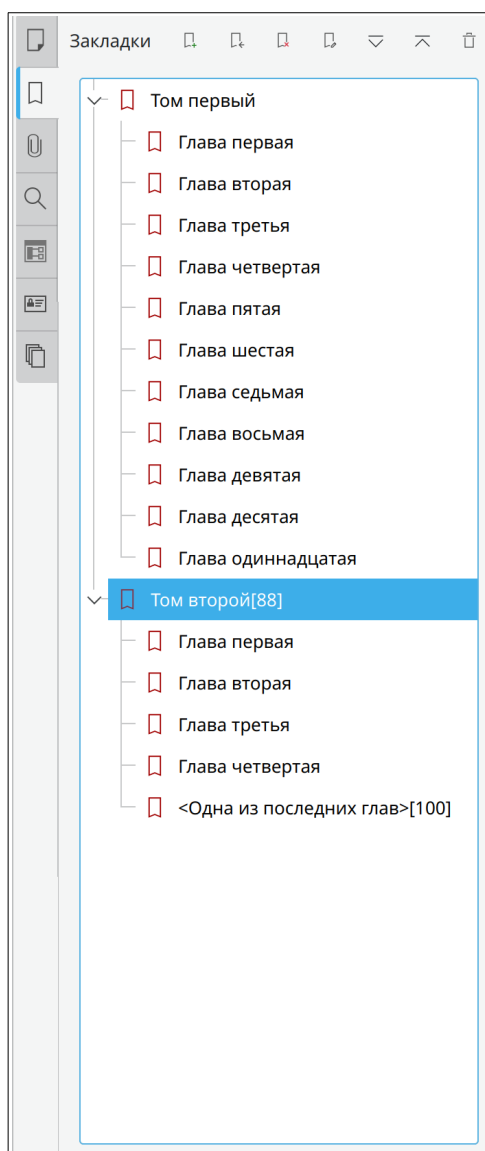 Закладки
Том первый
Глава первая
Глава вторая
Глава третья
Глава четвертая
Глава пятая
Глава шестая
Глава седьмая
Глава восьмая
Глава девятая
Глава десятая
Глава одиннадцатая
Том второй[88]
Глава первая
Глава вторая
Глава третья
Глава четвертая
<Одна из последних глав>[100]